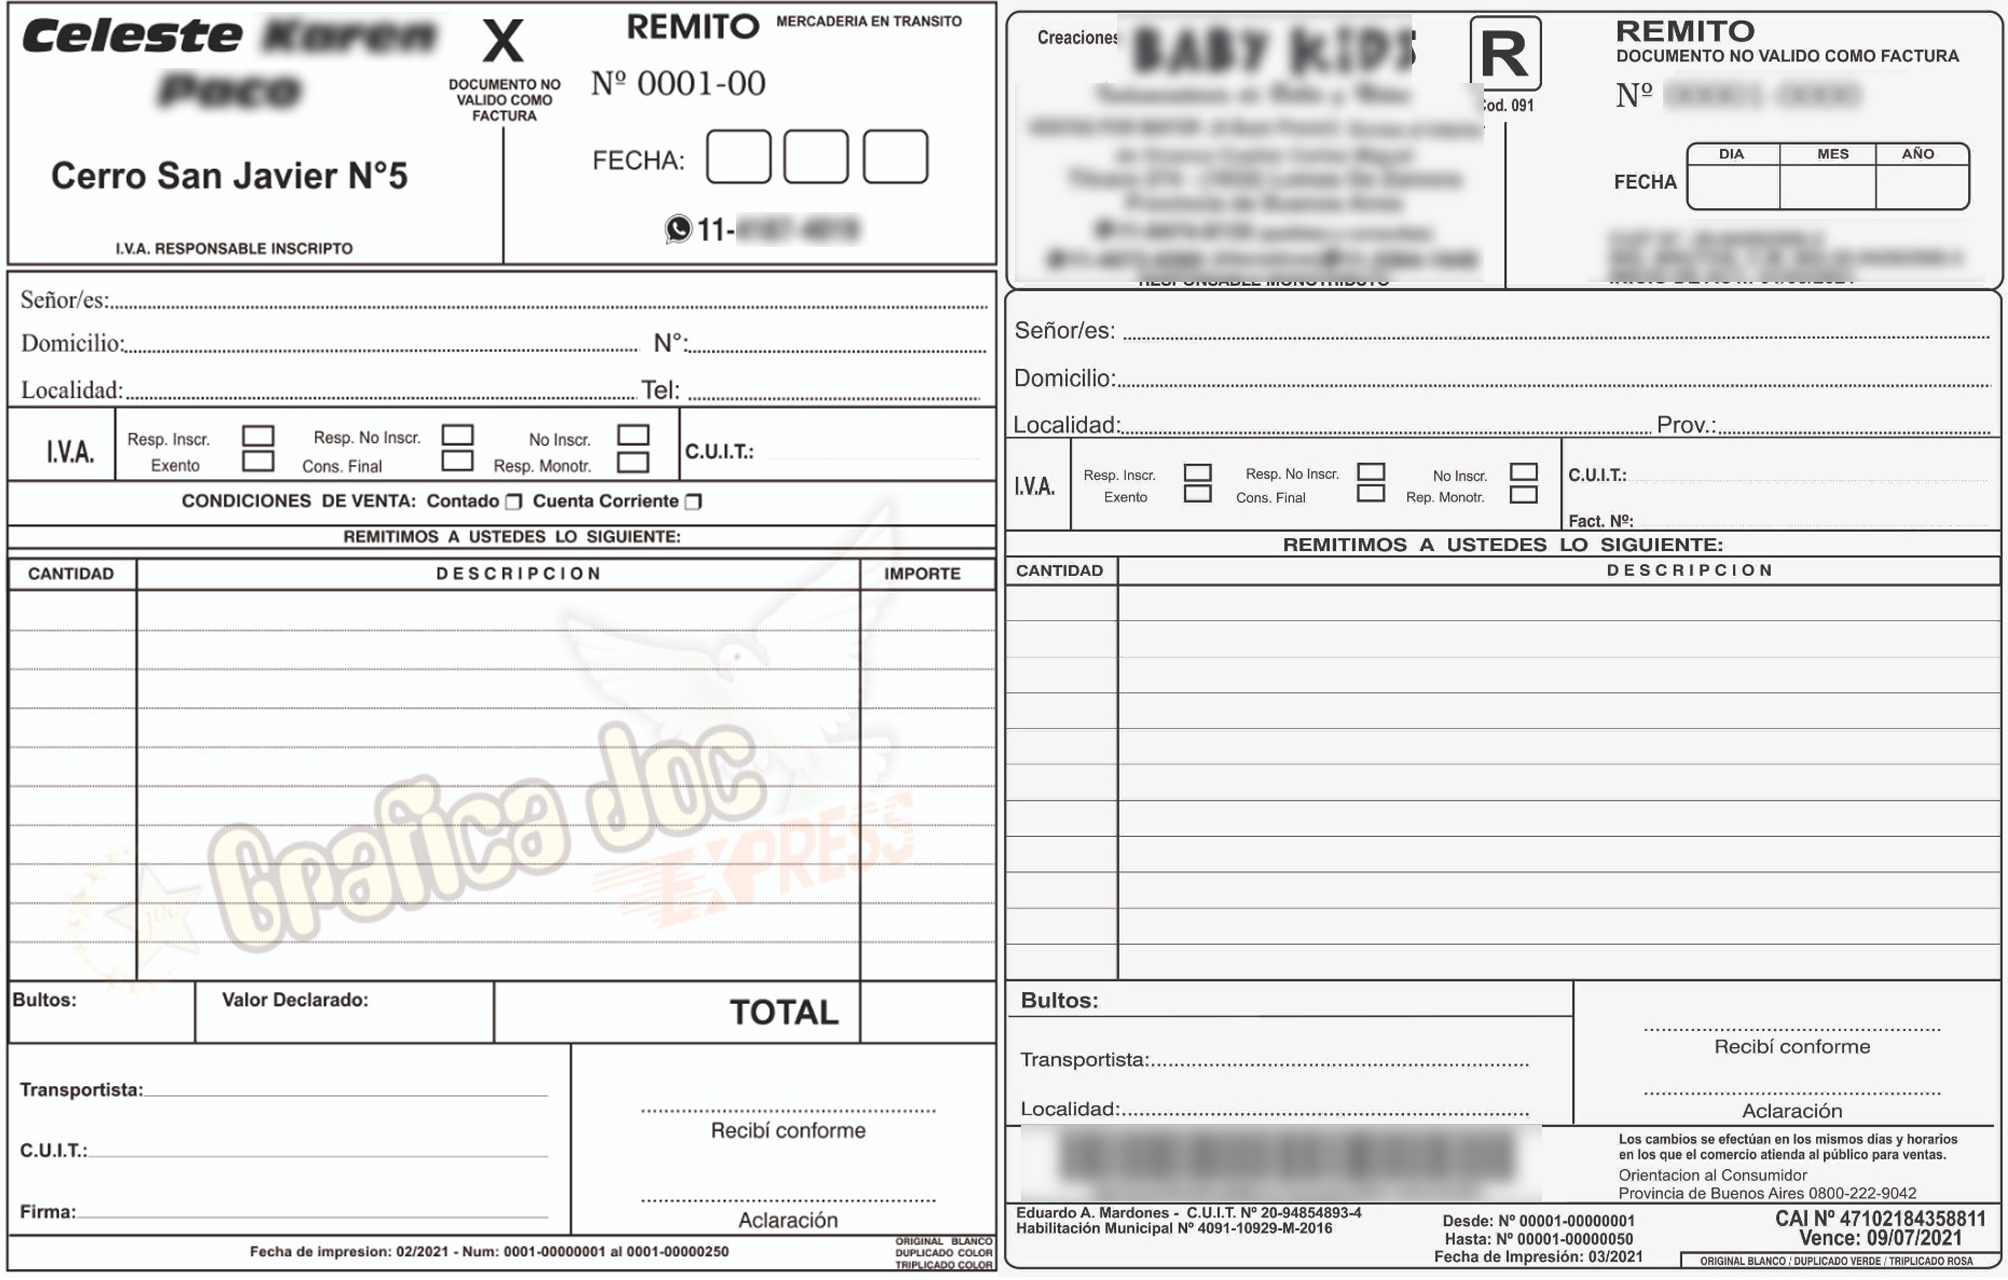 Celeste Karen
Paco
X
DOCUMENTO NO
VALIDO COMO
FACTURA
REMITO MERCADERIA EN TRANSITO
Nº 0001-00
FECHA:
11-
Cerro San Javier N°5
I.V.A. RESPONSABLE INSCRIPTO
Señor/es:
Domicilio: N°:
Localidad: Tel:
I.V.A.
Resp. Inscr. Resp. No Inscr. No Inscr.
Exento Cons. Final Resp. Monotr.
C.U.I.T.:
CONDICIONES DE VENTA: Contado Cuenta Corriente
REMITIMOS A USTEDES LO SIGUIENTE:
CANTIDAD DESCRIPCION IMPORTE
Grafica JOC
EXPRESS
JOC
Bultos: Valor Declarado: TOTAL
Transportista:
C.U.I.T.:
Firma:
Recibí conforme
Aclaración
Fecha de impresion: 02/2021 - Num: 0001-00000001 al 0001-00000250
ORIGINAL BLANCO
DUPLICADO COLOR
TRIPLICADO COLOR
Creaciones BABY KIDS
R
Cod. 091
REMITO
DOCUMENTO NO VALIDO COMO FACTURA
Nº
FECHA
DIA MES AÑO
RESPONSABLE MONOTRIBUTO
Señor/es:
Domicilio:
Localidad: Prov.:
I.V.A.
Resp. Inscr. Resp. No Inscr. No Inscr.
Exento Cons. Final Rep. Monotr.
C.U.I.T.:
Fact. Nº:
REMITIMOS A USTEDES LO SIGUIENTE:
CANTIDAD DESCRIPCION
Bultos:
Transportista:
Localidad:
Recibí conforme
Aclaración
Los cambios se efectúan en los mismos días y horarios
en los que el comercio atienda al público para ventas.
Orientacion al Consumidor
Provincia de Buenos Aires 0800-222-9042
Eduardo A. Mardones - C.U.I.T. Nº 20-94854893-4
Habilitación Municipal Nº 4091-10929-M-2016
Desde: Nº 00001-00000001
Hasta: Nº 00001-00000050
Fecha de Impresión: 03/2021
CAI Nº 47102184358811
Vence: 09/07/2021
ORIGINAL BLANCO / DUPLICADO VERDE / TRIPLICADO ROSA